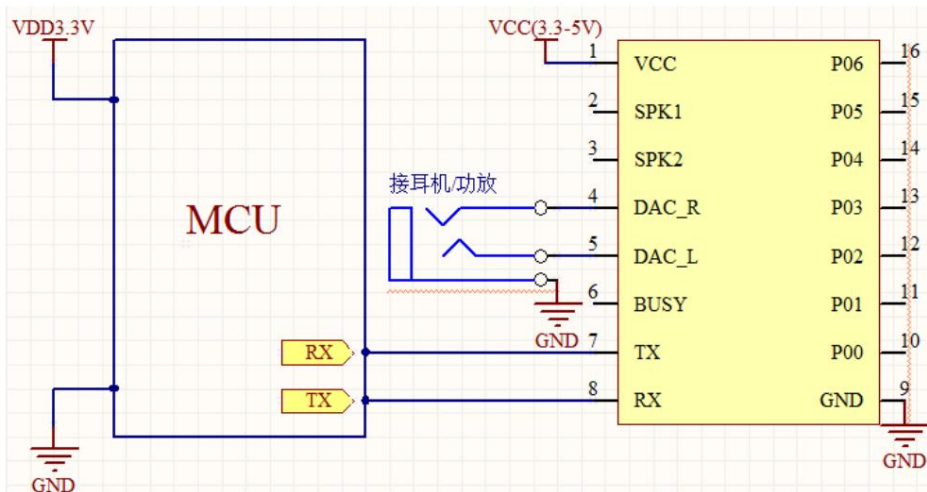 VDD3.3V
VCC(3.3-5V)
1 VCC P06 16
2 SPK1 P05 15
3 SPK2 P04 14
接耳机/功放
4 DAC_R P03 13
MCU
5 DAC_L P02 12
6 BUSY P01 11
GND
RX 7 TX P00 10
TX 8 RX GND 9
GND
GND